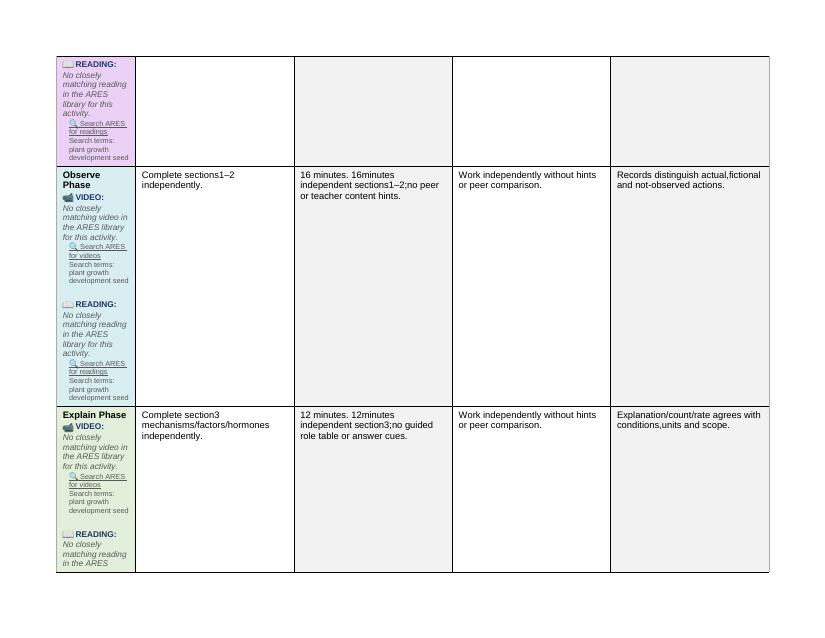 📖 READING:
No closely
matching reading
in the ARES
library for this
activity.
🔍 Search ARES
for readings
Search terms:
plant growth
development seed
Observe
Phase
📹 VIDEO:
No closely
matching video in
the ARES library
for this activity.
🔍 Search ARES
for videos
Search terms:
plant growth
development seed
📖 READING:
No closely
matching reading
in the ARES
library for this
activity.
🔍 Search ARES
for readings
Search terms:
plant growth
development seed
Complete sections1–2
independently.
16 minutes. 16minutes
independent sections1–2;no peer
or teacher content hints.
Work independently without hints
or peer comparison.
Records distinguish actual,fictional
and not-observed actions.
Explain Phase
📹 VIDEO:
No closely
matching video in
the ARES library
for this activity.
🔍 Search ARES
for videos
Search terms:
plant growth
development seed
📖 READING:
No closely
matching reading
in the ARES
Complete section3
mechanisms/factors/hormones
independently.
12 minutes. 12minutes
independent section3;no guided
role table or answer cues.
Work independently without hints
or peer comparison.
Explanation/count/rate agrees with
conditions,units and scope.